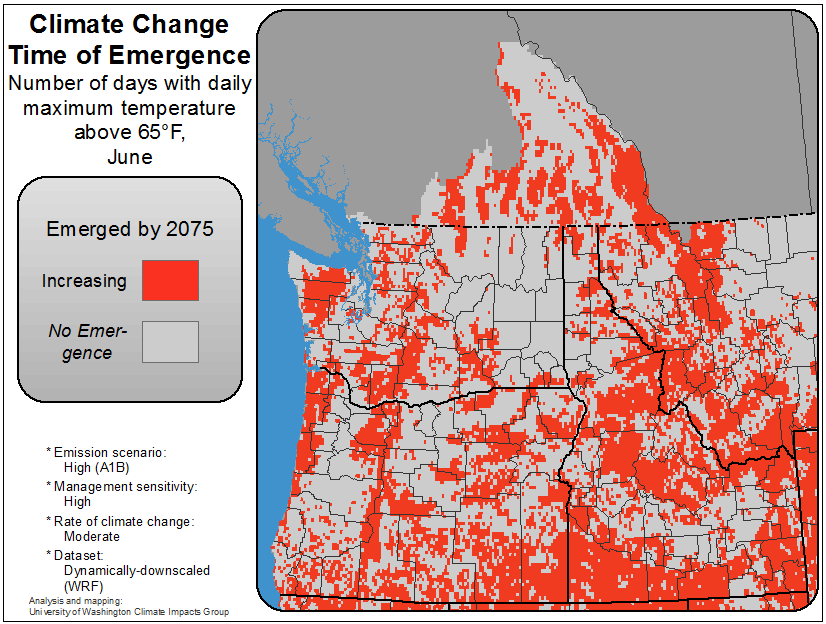 Climate Change
Time of Emergence
Number of days with daily
maximum temperature
above 65°F,
June
Emerged by 2075
Increasing
No Emer-
gence
* Emission scenario:
High (A1B)
* Management sensitivity:
High
* Rate of climate change:
Moderate
* Dataset:
Dynamically-downscaled
(WRF)
Analysis and mapping:
University of Washington Climate Impacts Group